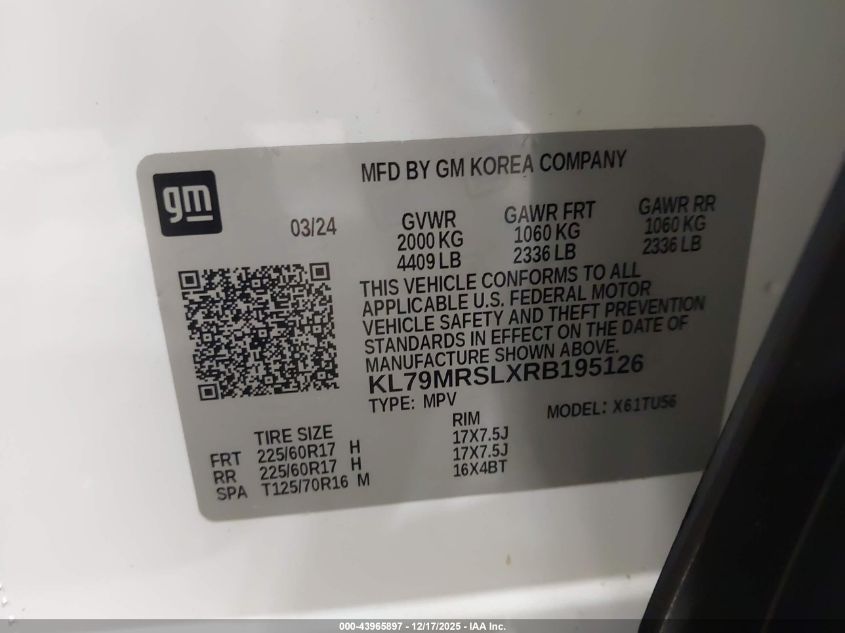 gm
MFD BY GM KOREA COMPANY
03/24
GVWR GAWR FRT GAWR RR
2000 KG 1060 KG 1060 KG
4409 LB 2336 LB 2336 LB
THIS VEHICLE CONFORMS TO ALL
APPLICABLE U.S. FEDERAL MOTOR
VEHICLE SAFETY AND THEFT PREVENTION
STANDARDS IN EFFECT ON THE DATE OF
MANUFACTURE SHOWN ABOVE.
KL79MRSLXRB195126
TYPE: MPV MODEL: X61TU56
TIRE SIZE RIM
FRT 225/60R17 H 17X7.5J
RR 225/60R17 H 17X7.5J
SPA T125/70R16 M 16X4BT
000-43965897 - 12/17/2025 - IAA Inc.